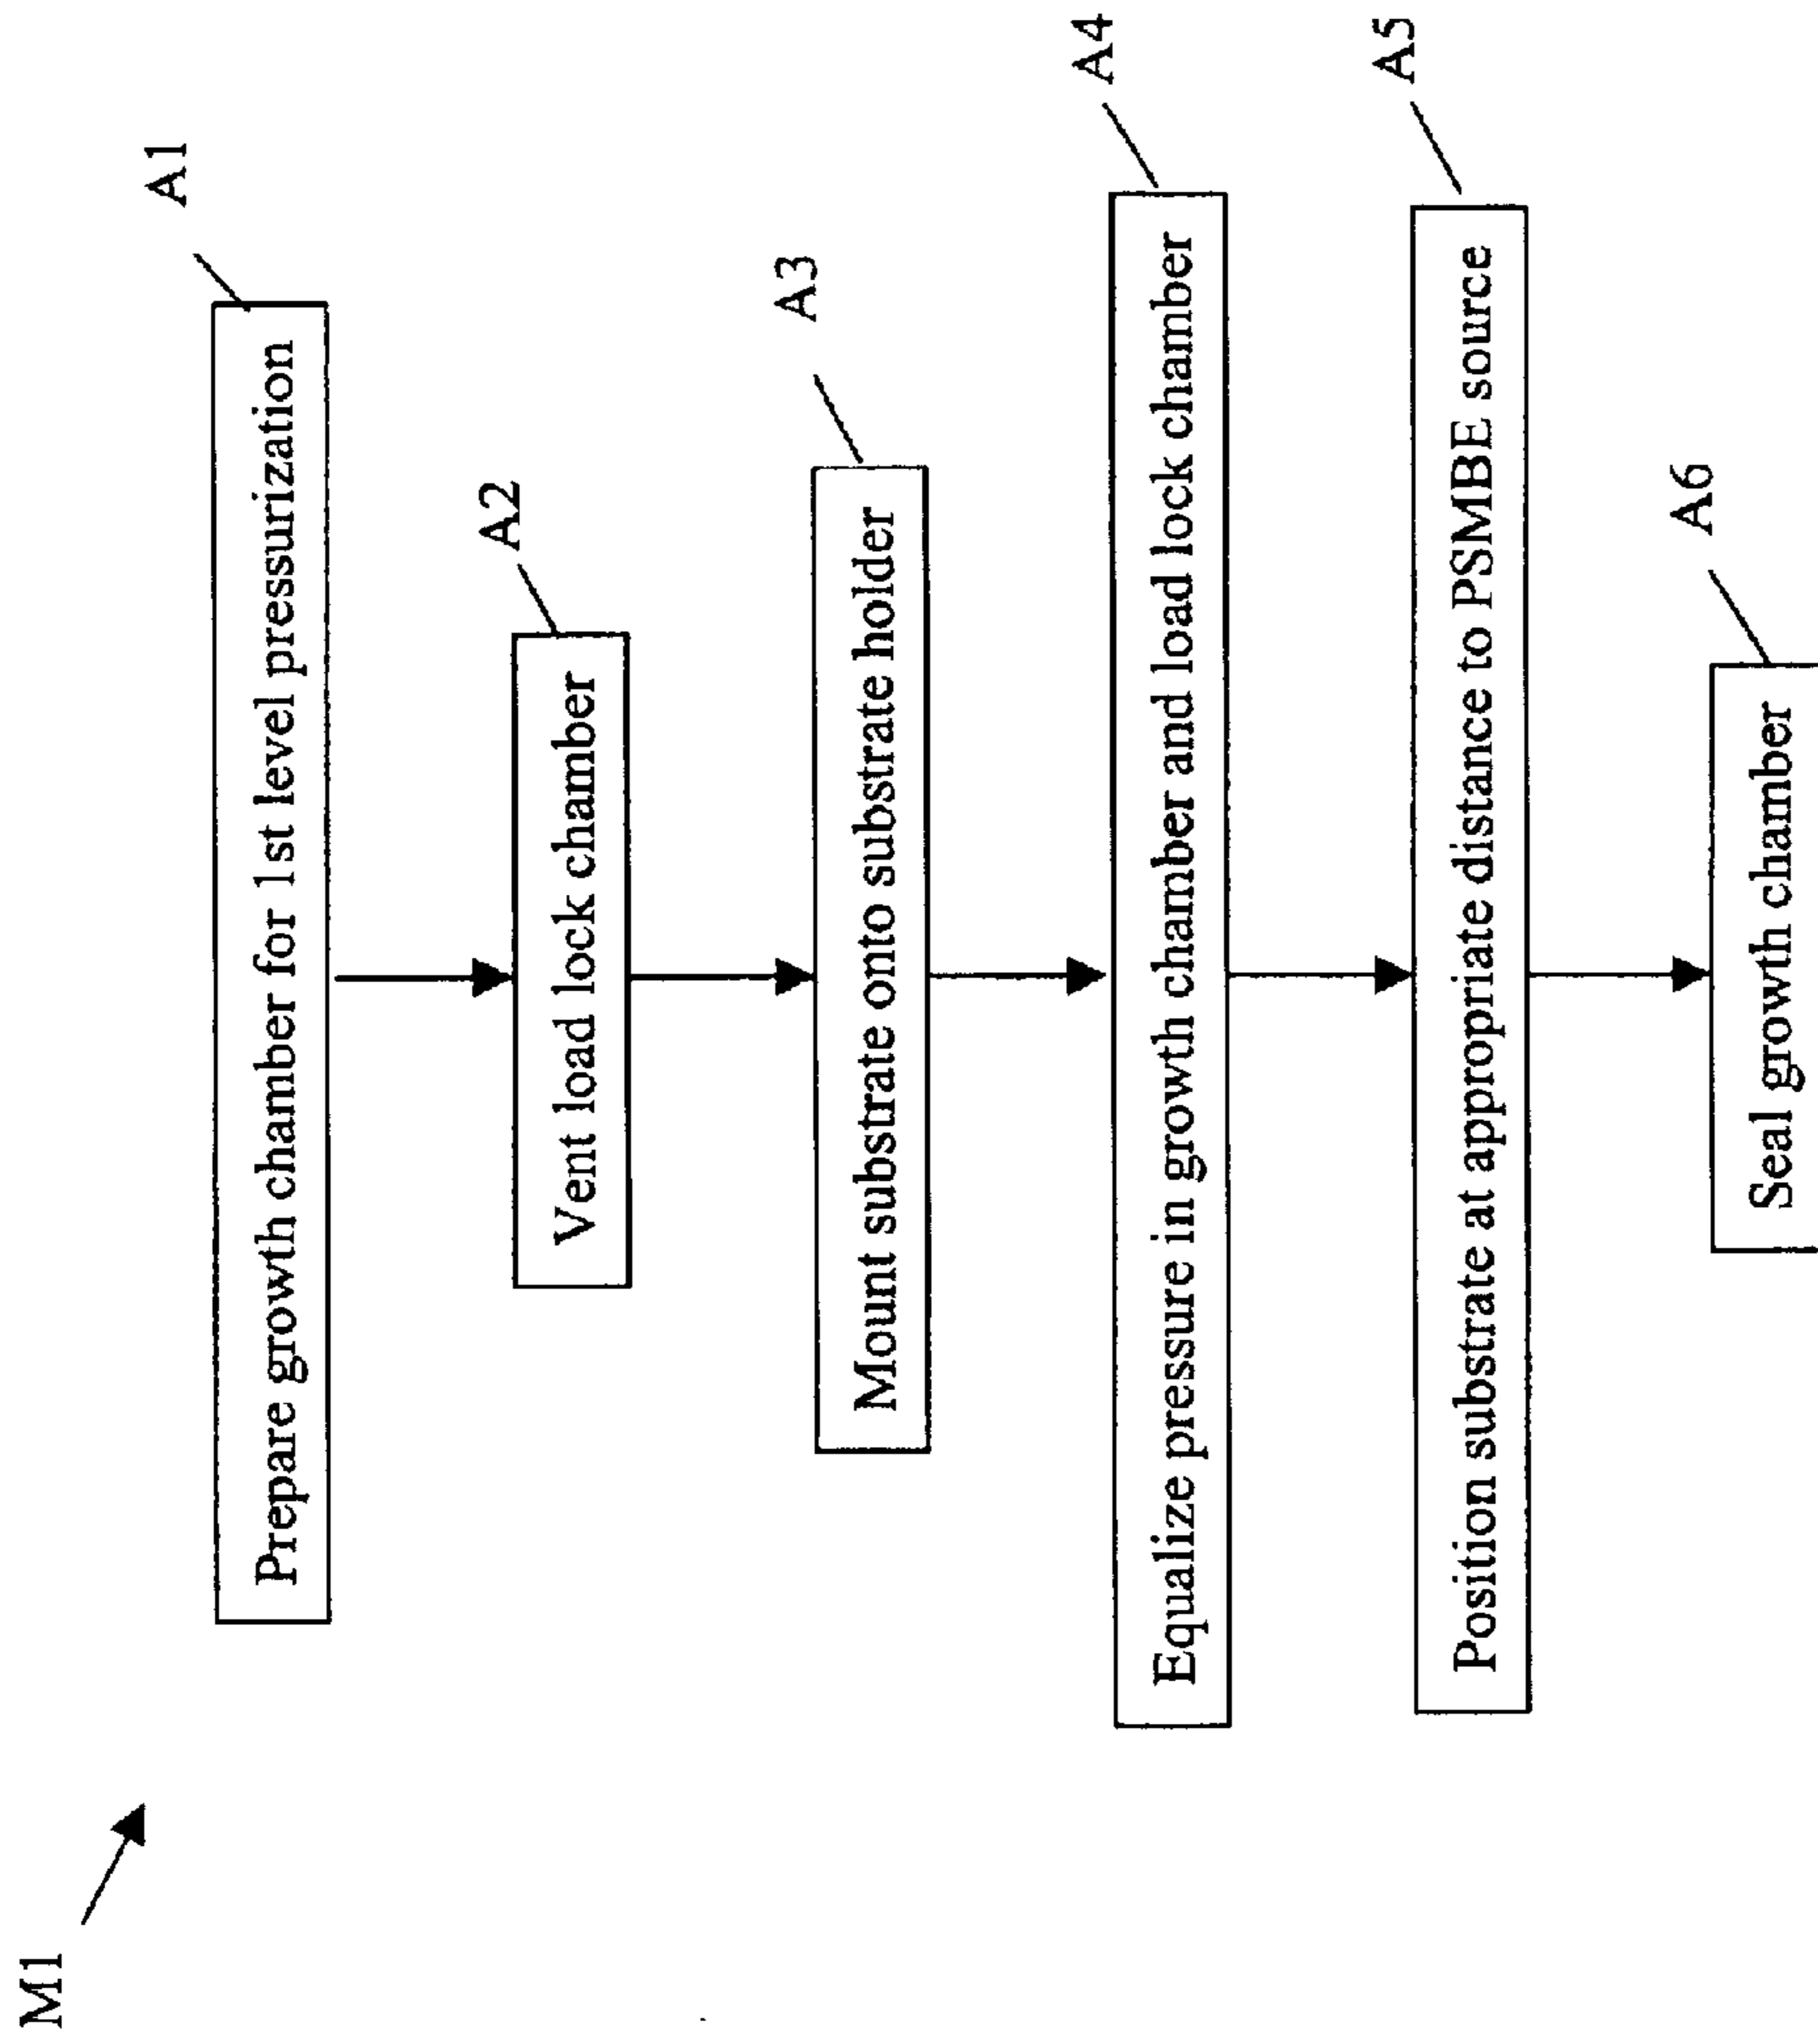 M1
A1
Prepare growth chamber for 1st level pressurization
A2
Vent load lock chamber
A3
Mount substrate onto substrate holder
A4
Equalize pressure in growth chamber and load lock chamber
A5
Position substrate at appropriate distance to PSMBE source
A6
Seal growth chamber